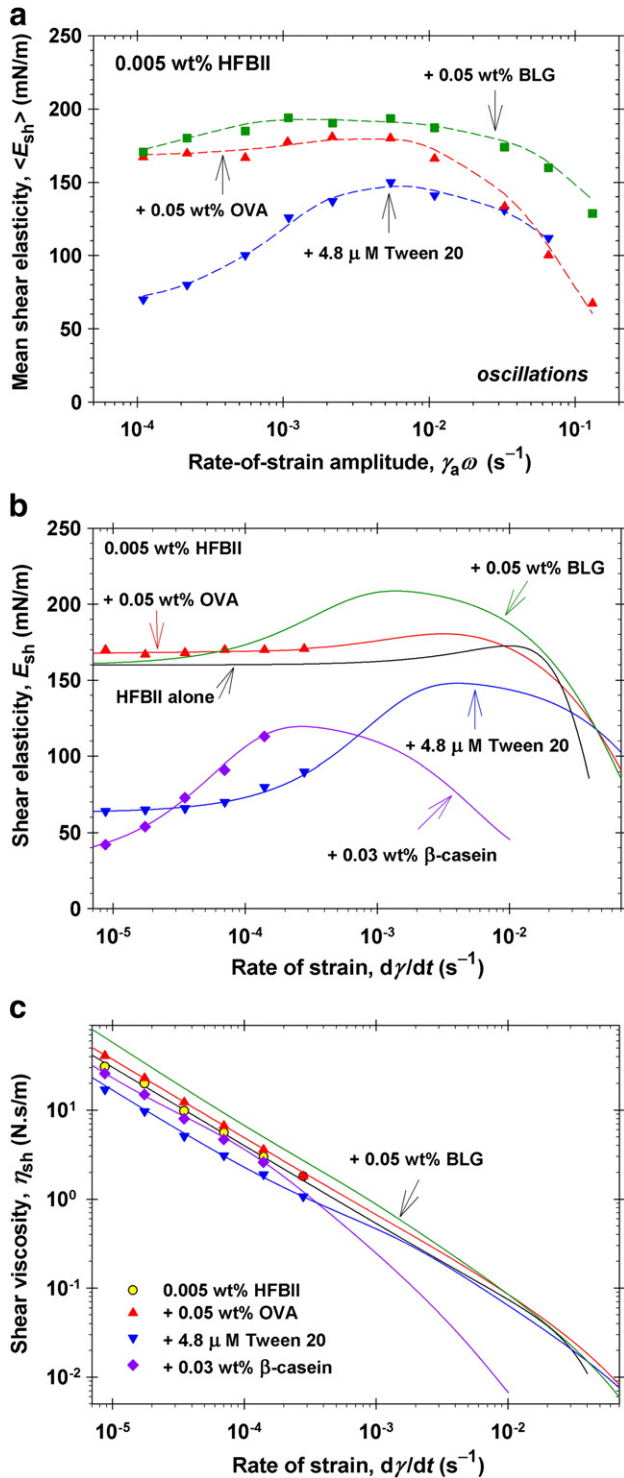 a
250
200
150
100
50
0
Mean shear elasticity, <E_sh> (mN/m)
0.005 wt% HFBII
+ 0.05 wt% BLG
+ 0.05 wt% OVA
+ 4.8 μ M Tween 20
oscillations
10⁻⁴ 10⁻³ 10⁻² 10⁻¹
Rate-of-strain amplitude, γₐω (s⁻¹)
b
250
200
150
100
50
0
Shear elasticity, E_sh (mN/m)
0.005 wt% HFBII
+ 0.05 wt% BLG
+ 0.05 wt% OVA
HFBII alone
+ 4.8 μ M Tween 20
+ 0.03 wt% β-casein
10⁻⁵ 10⁻⁴ 10⁻³ 10⁻²
Rate of strain, dγ/dt (s⁻¹)
c
10¹
10⁰
10⁻¹
10⁻²
Shear viscosity, η_sh (N.s/m)
+ 0.05 wt% BLG
0.005 wt% HFBII
+ 0.05 wt% OVA
+ 4.8 μ M Tween 20
+ 0.03 wt% β-casein
10⁻⁵ 10⁻⁴ 10⁻³ 10⁻²
Rate of strain, dγ/dt (s⁻¹)